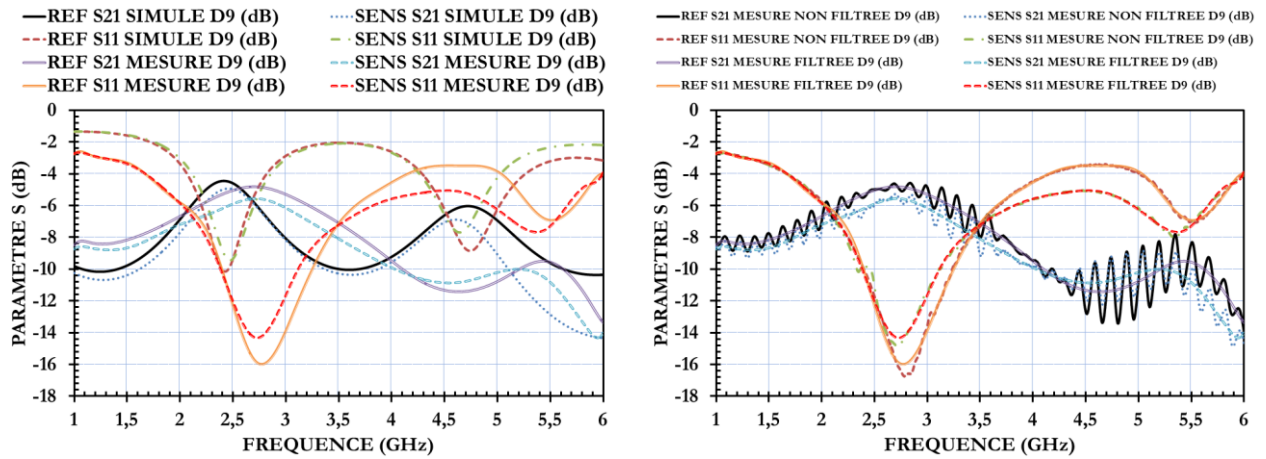 REF S21 SIMULE D9 (dB) SENS S21 SIMULE D9 (dB)
REF S11 SIMULE D9 (dB) SENS S11 SIMULE D9 (dB)
REF S21 MESURE D9 (dB) SENS S21 MESURE D9 (dB)
REF S11 MESURE D9 (dB) SENS S11 MESURE D9 (dB)
0
-2
-4
-6
-8
-10
-12
-14
-16
-18
PARAMETRE S (dB)
1 1,5 2 2,5 3 3,5 4 4,5 5 5,5 6
FREQUENCE (GHz)
REF S21 MESURE NON FILTREE D9 (dB) SENS S21 MESURE NON FILTREE D9 (dB)
REF S11 MESURE NON FILTREE D9 (dB) SENS S11 MESURE NON FILTREE D9 (dB)
REF S21 MESURE FILTREE D9 (dB) SENS S21 MESURE FILTREE D9 (dB)
REF S11 MESURE FILTREE D9 (dB) SENS S11 MESURE FILTREE D9 (dB)
0
-2
-4
-6
-8
-10
-12
-14
-16
-18
PARAMETRE S (dB)
1 1,5 2 2,5 3 3,5 4 4,5 5 5,5 6
FREQUENCE (GHz)